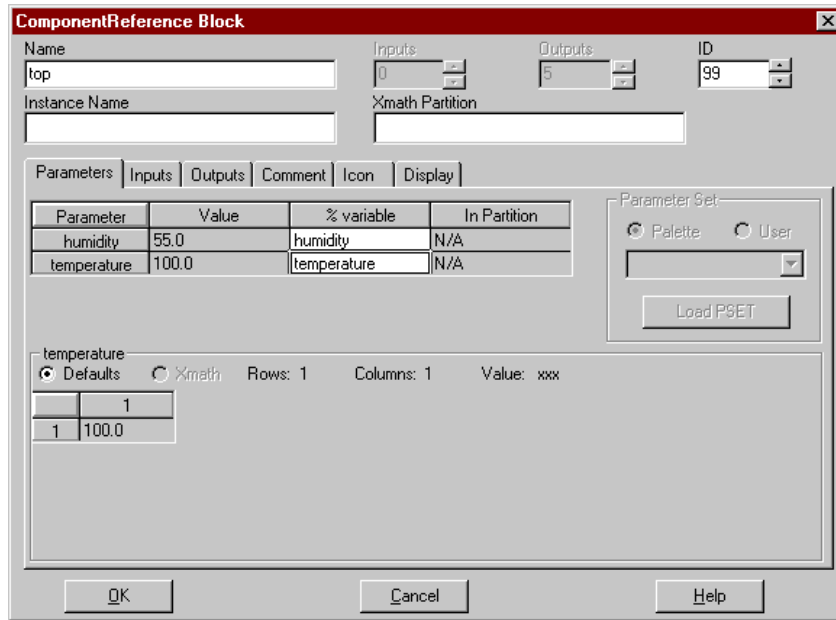 ComponentReference Block
Name Inputs Outputs ID
top 0 5 99
Instance Name Xmath Partition
Parameters Inputs Outputs Comment Icon Display
Parameter Set
Parameter Value % variable In Partition
humidity 55.0 humidity N/A
Palette User
temperature 100.0 temperature N/A
Load PSET
temperature
Defaults Xmath Rows: 1 Columns: 1 Value: xxx
1
1 100.0
OK Cancel Help